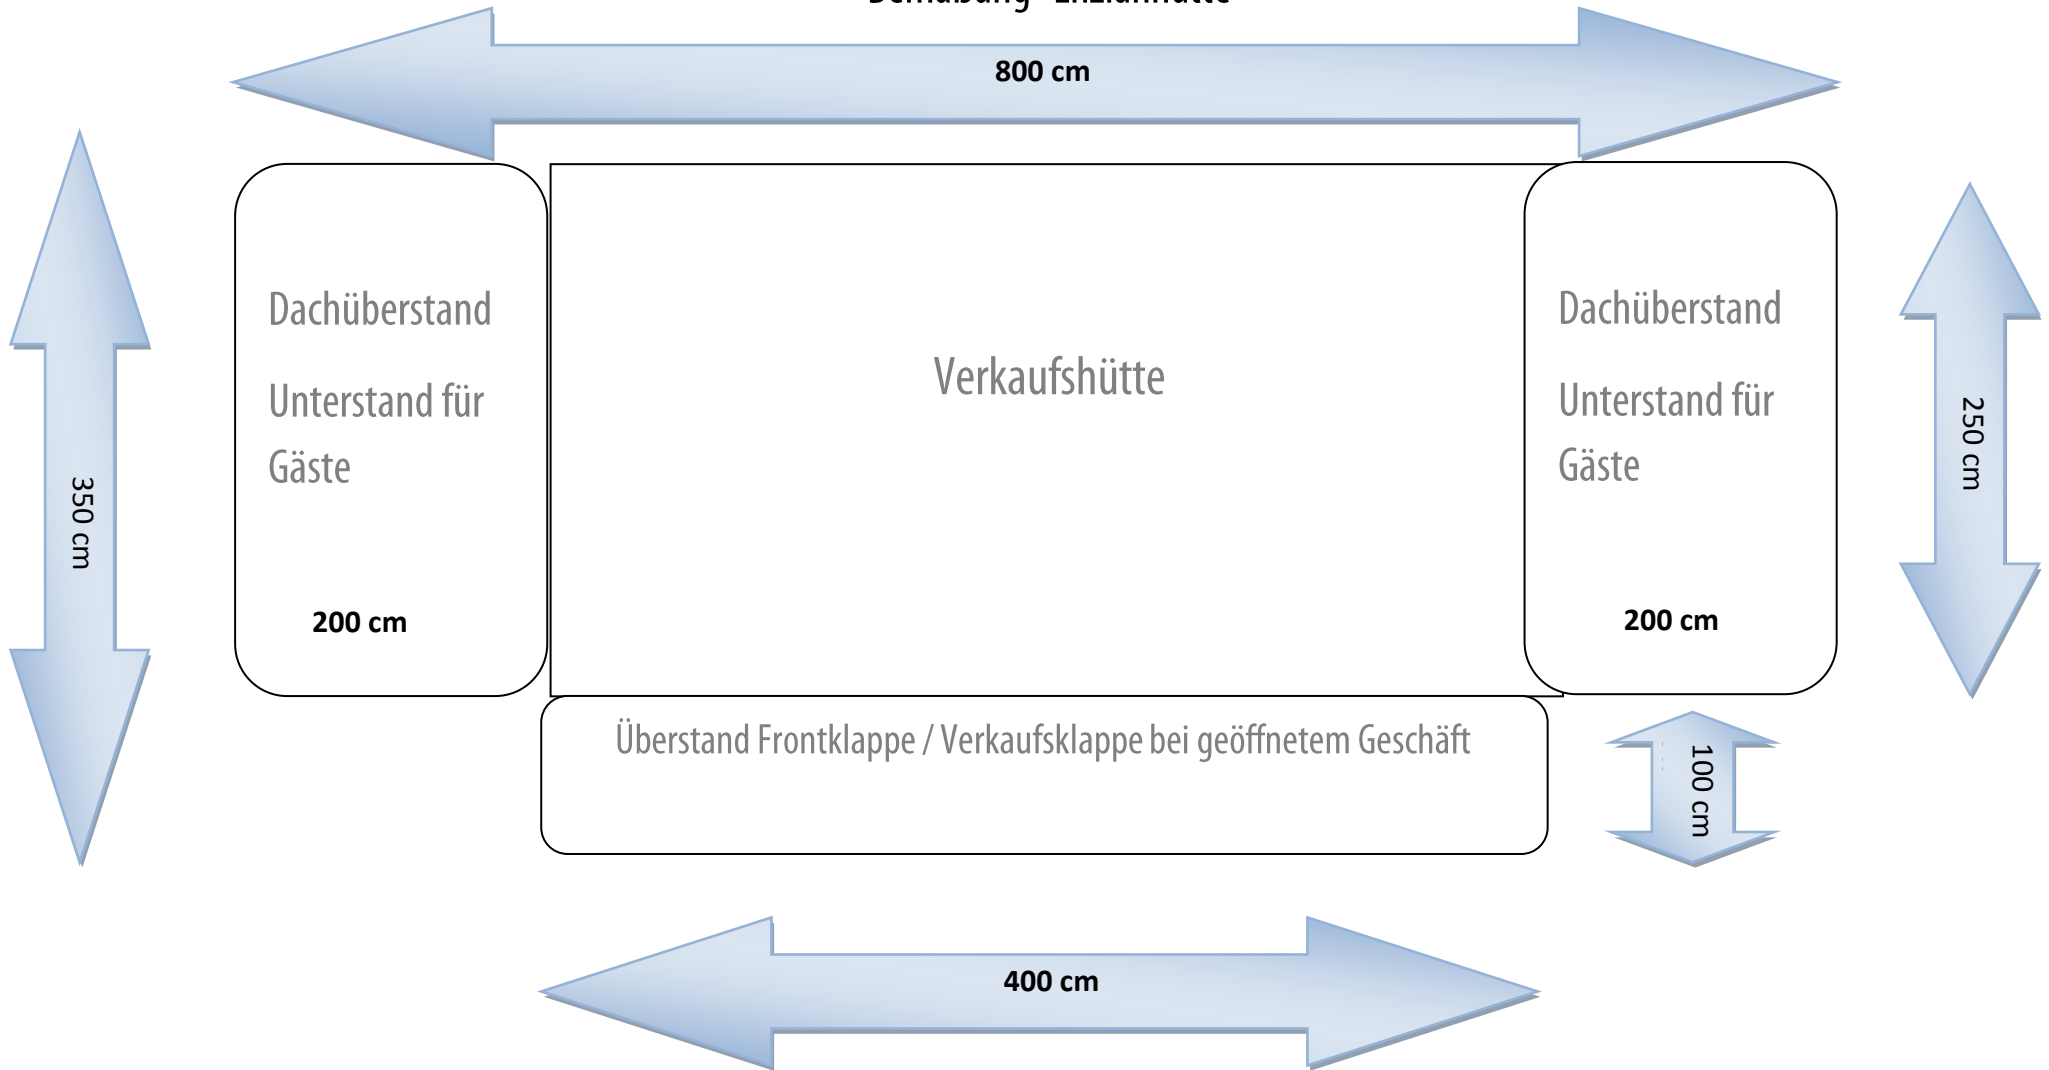 800 cm
Dachüberstand
Unterstand für
Gäste
200 cm
Verkaufshütte
Dachüberstand
Unterstand für
Gäste
200 cm
350 cm
250 cm
Überstand Frontklappe / Verkaufsklappe bei geöffnetem Geschäft
100 cm
400 cm